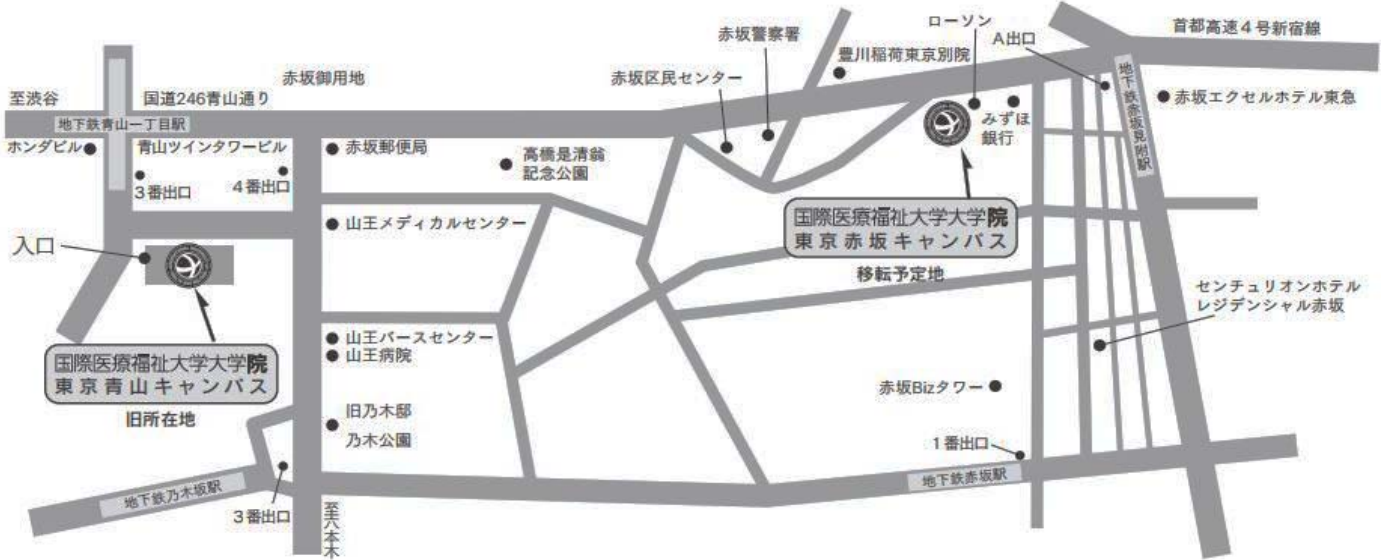 首都高速4号新宿線
ローソン
A出口
赤坂警察署
豊川稲荷東京別院
赤坂区民センター
赤坂御用地
至渋谷
国道246青山通り
地下鉄青山一丁目駅
地下鉄赤坂見附駅
赤坂エクセルホテル東急
みずほ
銀行
ホンダビル
青山ツインタワービル
赤坂郵便局
高橋是清翁
記念公園
3番出口
4番出口
国際医療福祉大学大学院
東京赤坂キャンパス
移転予定地
山王メディカルセンター
入口
センチュリオンホテル
レジデンシャル赤坂
山王バースセンター
山王病院
国際医療福祉大学大学院
東京青山キャンパス
旧所在地
赤坂Bizタワー
旧乃木邸
乃木公園
1番出口
地下鉄赤坂駅
地下鉄乃木坂駅
3番出口
至六本木